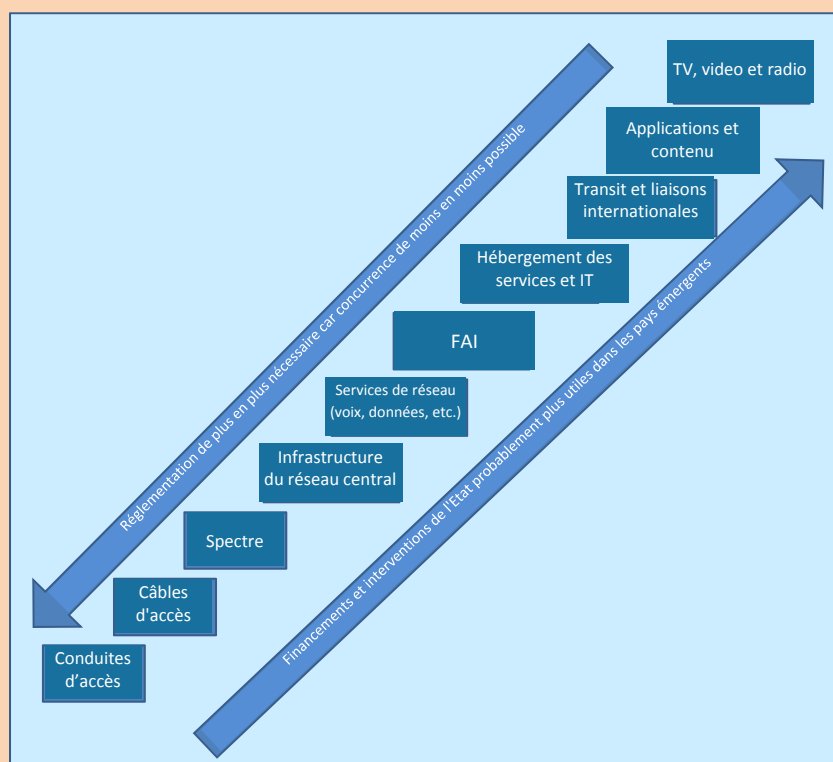 TV, video et radio
Applications et
contenu
Transit et liaisons
internationales
Hébergement des
services et IT
FAI
Services de réseau
(voix, données, etc.)
Infrastructure
du réseau central
Spectre
Câbles
d'accès
Conduites
d’accès
Réglementation de plus en plus nécessaire car concurrence de moins en moins possible
Financements et interventions de l'Etat probablement plus utiles dans les pays émergents